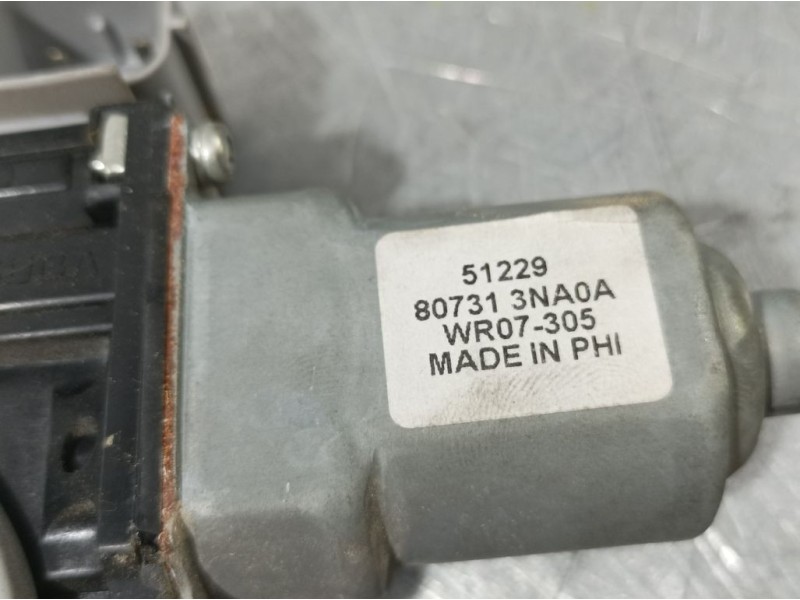 51229
80731 3NA0A
WR07-305
MADE IN PHI